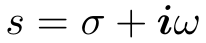 s = σ + iω